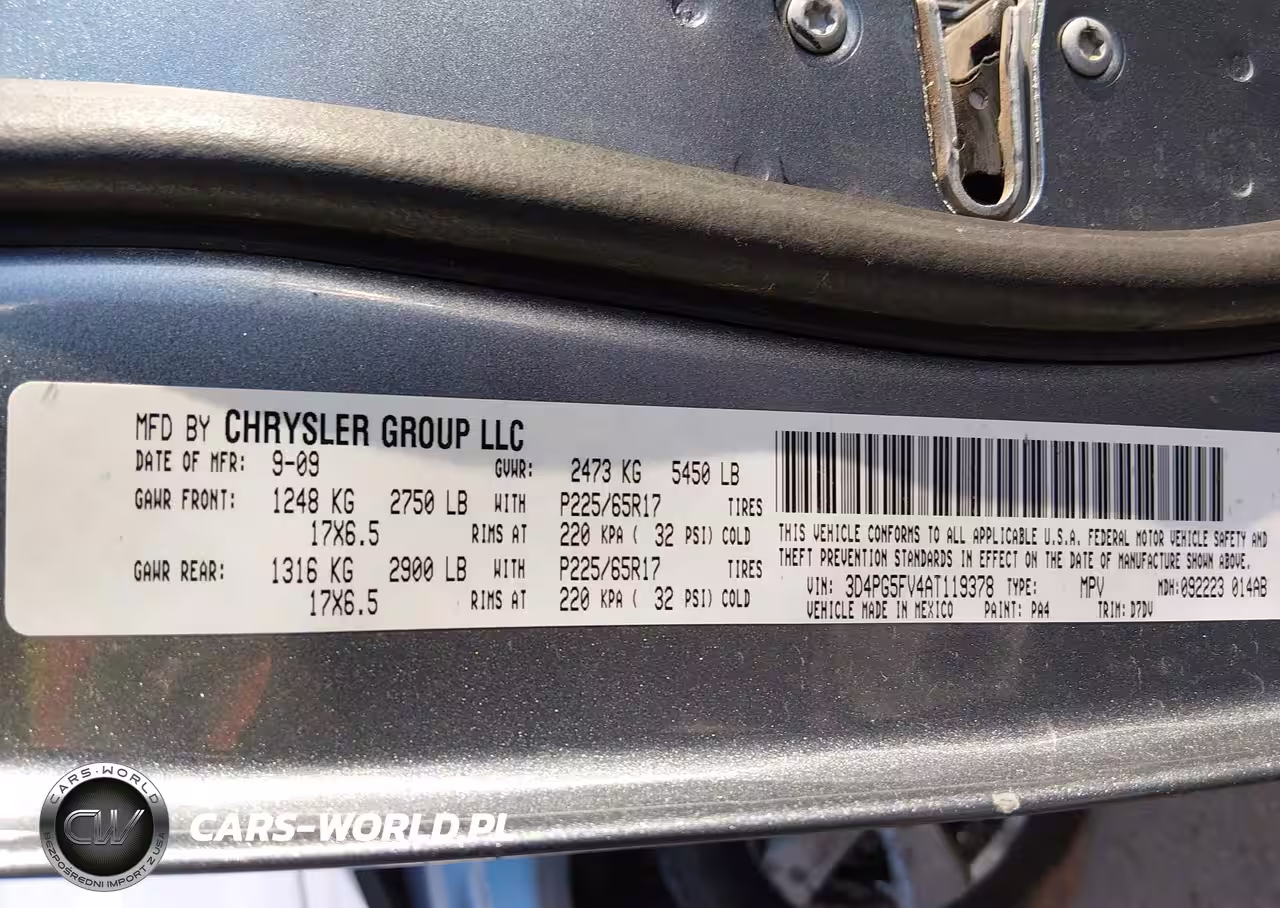 MFD BY CHRYSLER GROUP LLC
DATE OF MFR: 9-09 GVWR: 2473 KG 5450 LB
GAWR FRONT: 1248 KG 2750 LB WITH P225/65R17 TIRES
17X6.5 RIMS AT 220 KPA ( 32 PSI) COLD
GAWR REAR: 1316 KG 2900 LB WITH P225/65R17 TIRES
17X6.5 RIMS AT 220 KPA ( 32 PSI) COLD
THIS VEHICLE CONFORMS TO ALL APPLICABLE U.S.A. FEDERAL MOTOR VEHICLE SAFETY AND
THEFT PREVENTION STANDARDS IN EFFECT ON THE DATE OF MANUFACTURE SHOWN ABOVE.
VIN: 3D4PG5FV4AT119378 TYPE: MPV MDH:092223 014AB
VEHICLE MADE IN MEXICO PAINT: PA4 TRIM: D7DV
CARS-WORLD
CW
BEZPOŚREDNI IMPORT Z USA
CARS-WORLD.PL